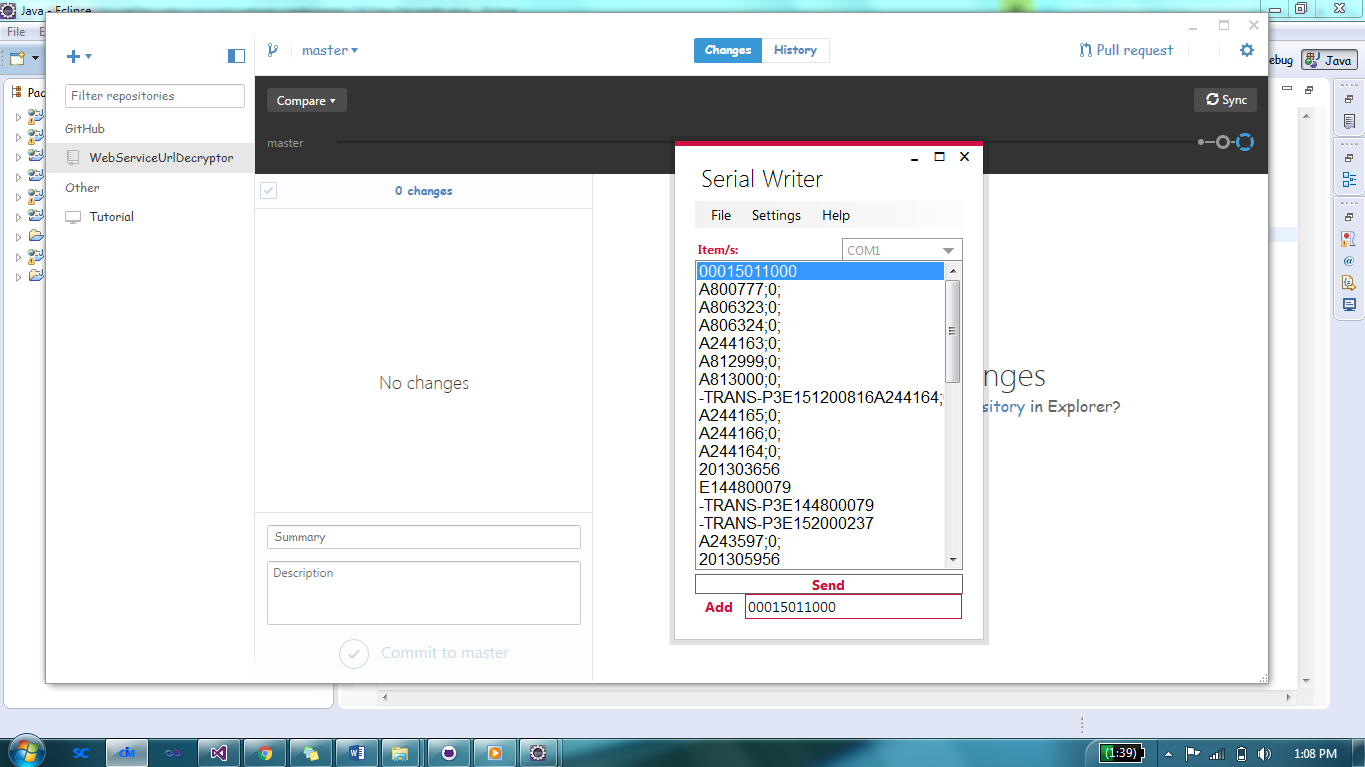 Java - Eclipse
File E
master
Changes
History
Pull request
ebug
Java
Filter repositories
Pac
Compare
Sync
GitHub
master
WebServiceUrlDecryptor
Other
Tutorial
0 changes
No changes
Summary
Description
Commit to master
Serial Writer
File Settings Help
Item/s:
COM1
00015011000
A800777;0;
A806323;0;
A806324;0;
A244163;0;
A812999;0;
A813000;0;
-TRANS-P3E151200816A244164;
A244165;0;
A244166;0;
A244164;0;
201303656
E144800079
-TRANS-P3E144800079
-TRANS-P3E152000237
A243597;0;
201305956
Send
Add 00015011000
nges
sitory in Explorer?
SC
cM
(1:39)
1:08 PM